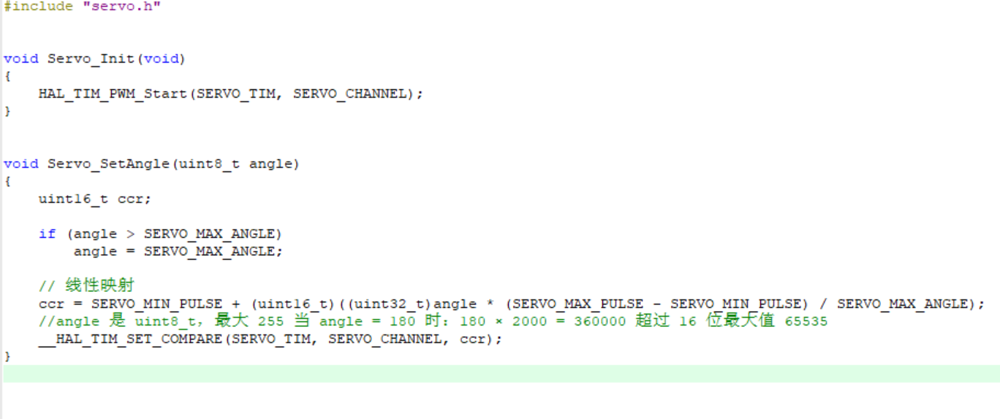 #include "servo.h"
void Servo_Init(void)
{
HAL_TIM_PWM_Start(SERVO_TIM, SERVO_CHANNEL);
}
void Servo_SetAngle(uint8_t angle)
{
uint16_t ccr;
if (angle > SERVO_MAX_ANGLE)
angle = SERVO_MAX_ANGLE;
// 线性映射
ccr = SERVO_MIN_PULSE + (uint16_t)((uint32_t)angle * (SERVO_MAX_PULSE - SERVO_MIN_PULSE) / SERVO_MAX_ANGLE);
//angle 是 uint8_t，最大 255 当 angle = 180 时：180 × 2000 = 360000 超过 16 位最大值 65535
__HAL_TIM_SET_COMPARE(SERVO_TIM, SERVO_CHANNEL, ccr);
}